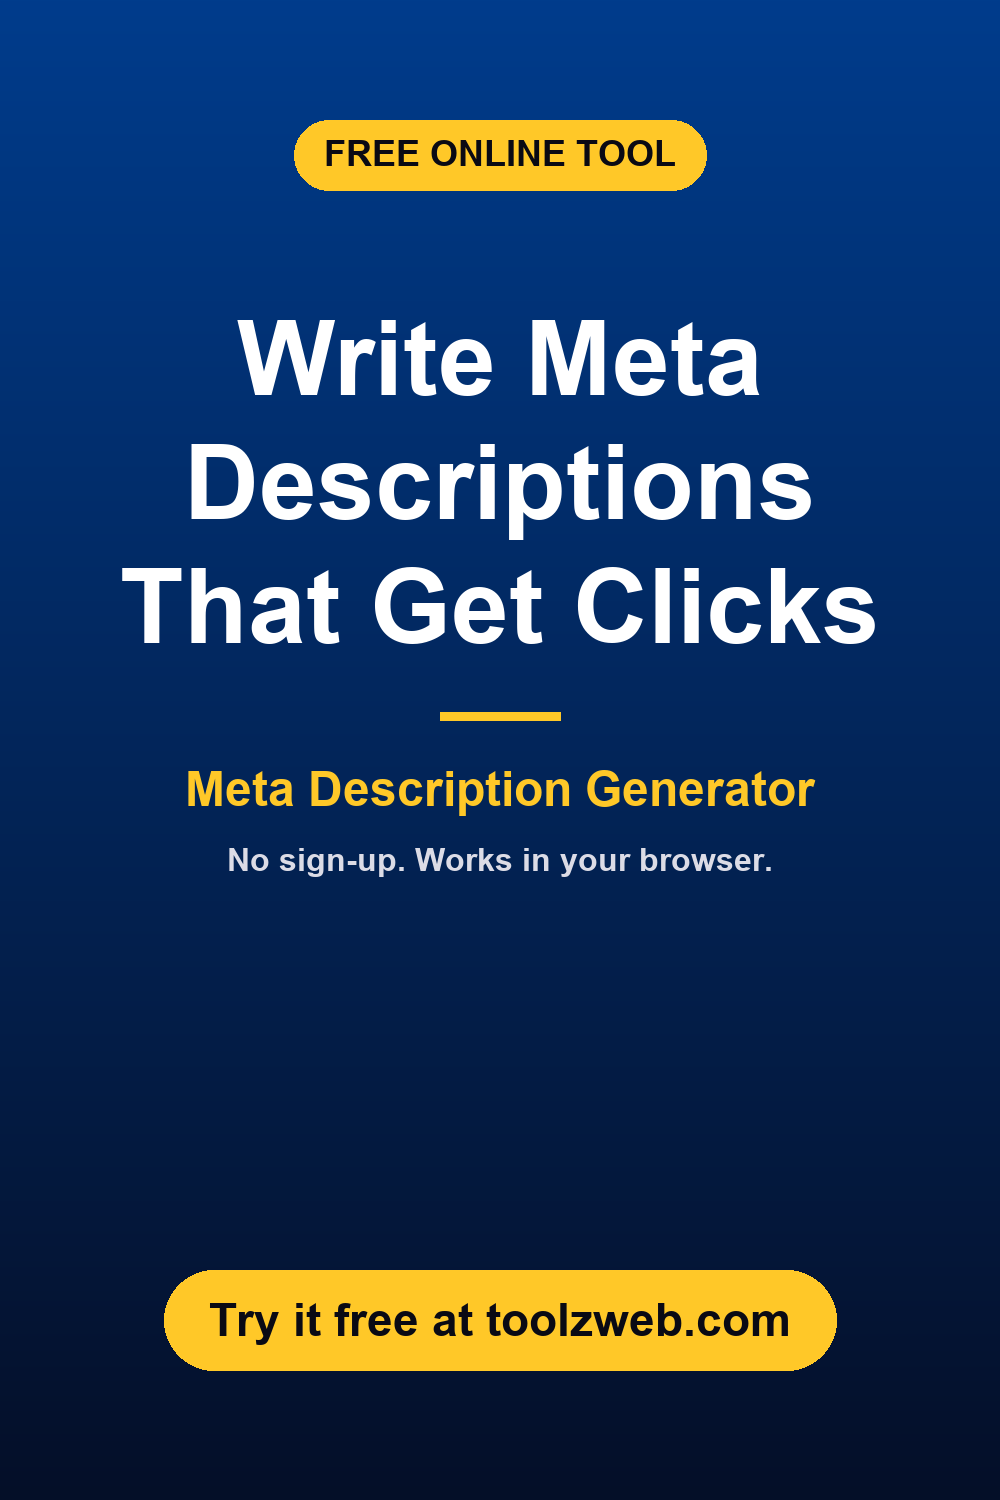 FREE ONLINE TOOL
Write Meta
Descriptions
That Get Clicks
Meta Description Generator
No sign-up. Works in your browser.
Try it free at toolzweb.com